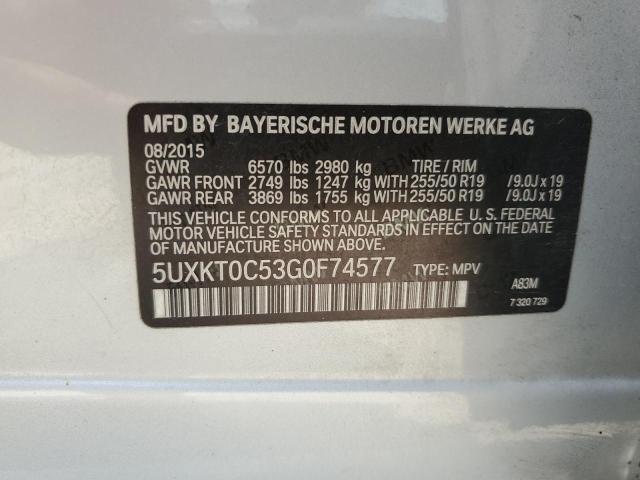 MFD BY BAYERISCHE MOTOREN WERKE AG
08/2015
GVWR 6570 lbs 2980 kg TIRE / RIM
GAWR FRONT 2749 lbs 1247 kg WITH 255/50 R19 /9.0J x 19
GAWR REAR 3869 lbs 1755 kg WITH 255/50 R19 /9.0J x 19
THIS VEHICLE CONFORMS TO ALL APPLICABLE U. S. FEDERAL
MOTOR VEHICLE SAFETY STANDARDS IN EFFECT ON THE
DATE OF MANUFACTURE SHOWN ABOVE.
5UXKT0C53G0F74577 TYPE: MPV
A83M
7 320 729